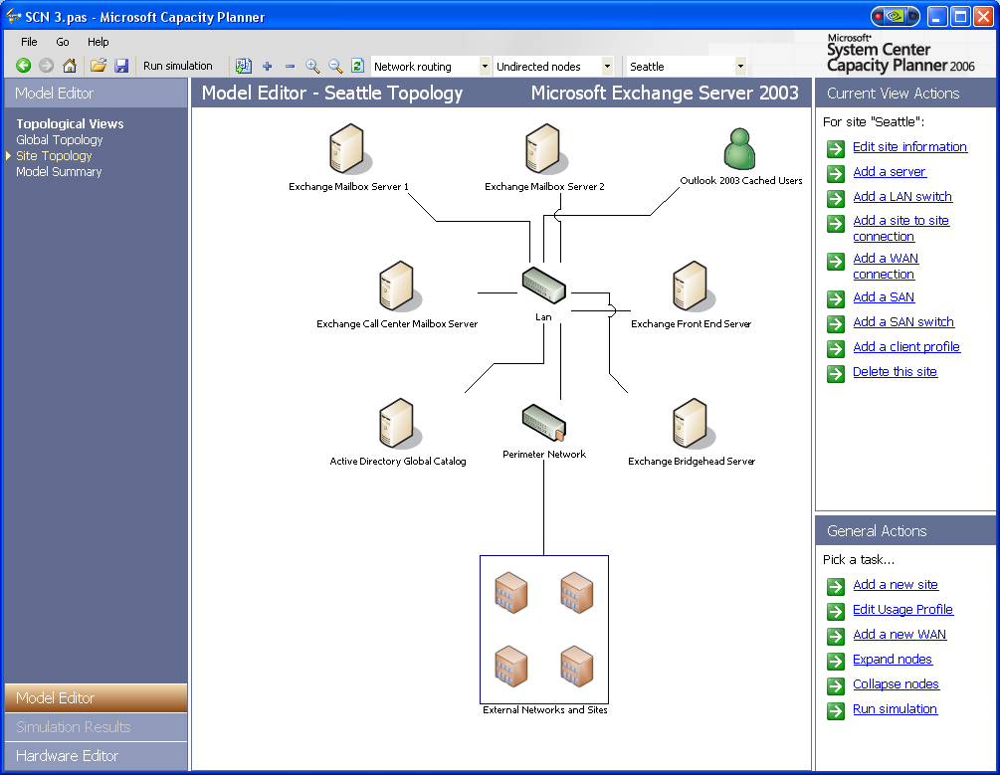 SCN 3.pas - Microsoft Capacity Planner
File Go Help
Run simulation Network routing Undirected nodes Seattle
Microsoft®
System Center
Capacity Planner 2006
Model Editor
Topological Views
Global Topology
Site Topology
Model Summary
Model Editor
Simulation Results
Hardware Editor
Model Editor - Seattle Topology Microsoft Exchange Server 2003
Exchange Mailbox Server 1 Exchange Mailbox Server 2 Outlook 2003 Cached Users
Exchange Call Center Mailbox Server Lan Exchange Front End Server
Active Directory Global Catalog Perimeter Network Exchange Bridgehead Server
External Networks and Sites
Current View Actions
For site "Seattle":
Edit site information
Add a server
Add a LAN switch
Add a site to site
connection
Add a WAN
connection
Add a SAN
Add a SAN switch
Add a client profile
Delete this site
General Actions
Pick a task...
Add a new site
Edit Usage Profile
Add a new WAN
Expand nodes
Collapse nodes
Run simulation